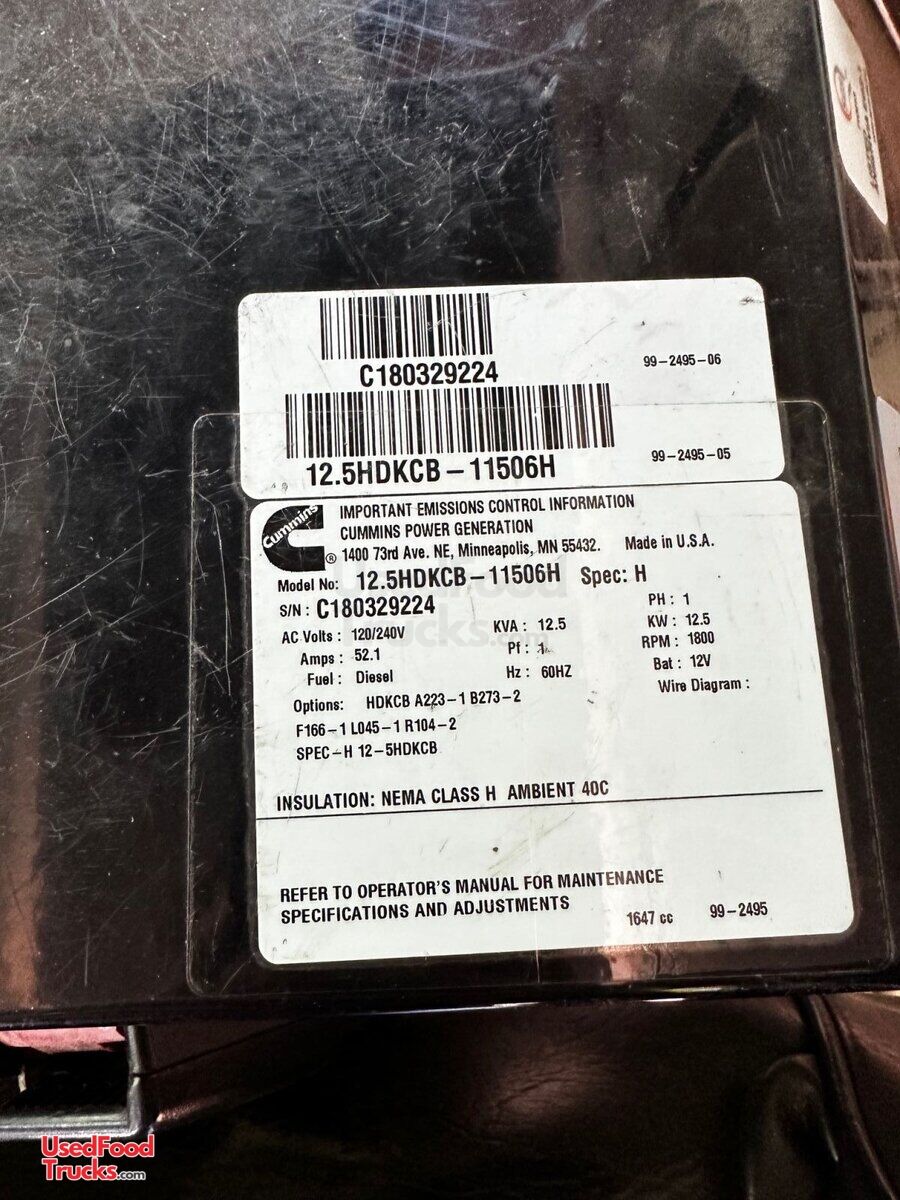 C180329224
99-2495-06
12.5HDKCB-11506H
99-2495-05
Cummins
IMPORTANT EMISSIONS CONTROL INFORMATION
CUMMINS POWER GENERATION
® 1400 73rd Ave. NE, Minneapolis, MN 55432. Made in U.S.A.
Model No: 12.5HDKCB-11506H Spec: H
S/N: C180329224
AC Volts: 120/240V KVA: 12.5 PH: 1
Amps: 52.1 Pf: 1 KW: 12.5
Fuel: Diesel Hz: 60HZ RPM: 1800
Bat: 12V
Options: HDKCB A223-1 B273-2 Wire Diagram:
F166-1 L045-1 R104-2
SPEC-H 12-5HDKCB
INSULATION: NEMA CLASS H AMBIENT 40C
REFER TO OPERATOR'S MANUAL FOR MAINTENANCE
SPECIFICATIONS AND ADJUSTMENTS 1647 cc 99-2495
UsedFood
Trucks.com